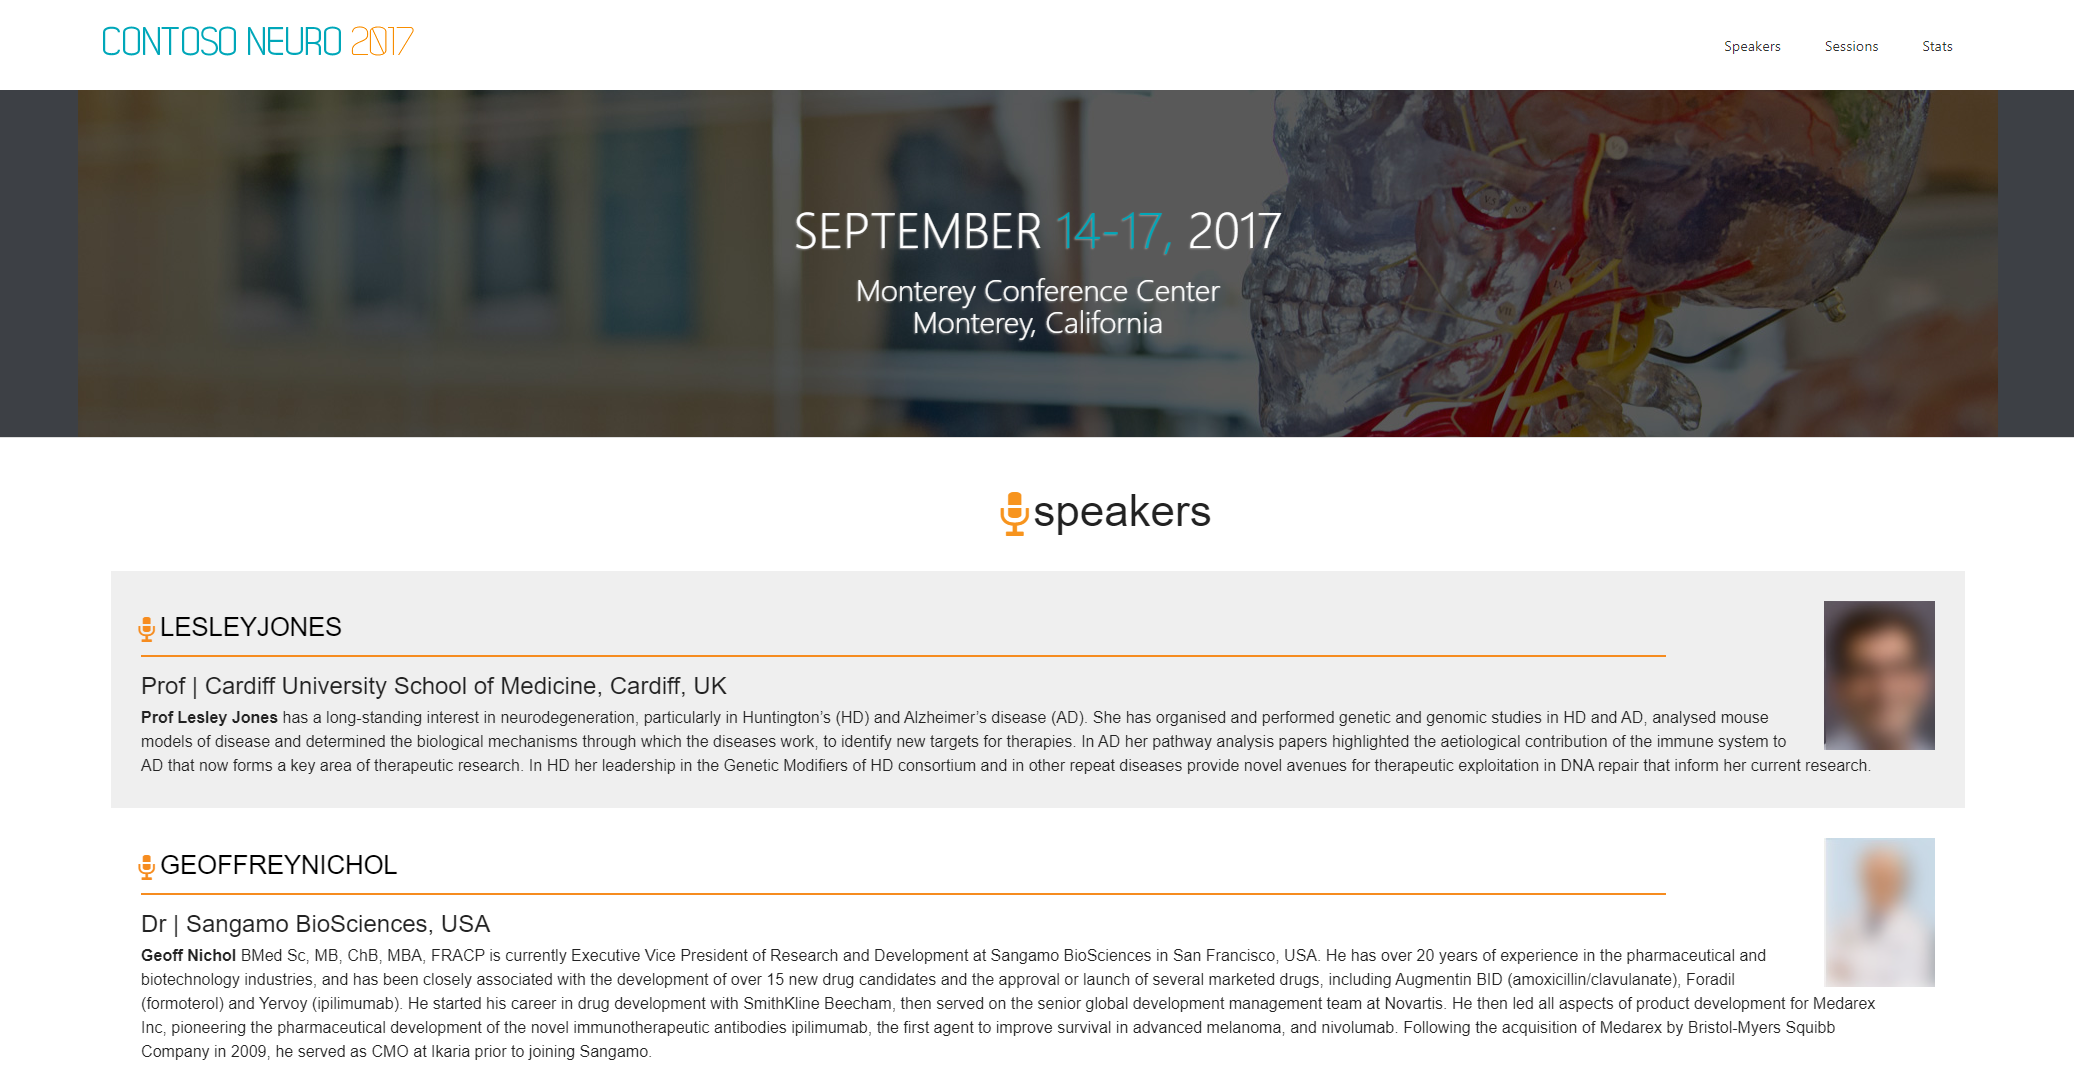 CONTOSO NEURO 2017
Speakers Sessions Stats
SEPTEMBER 14-17, 2017
Monterey Conference Center
Monterey, California
speakers
LESLEYJONES
Prof | Cardiff University School of Medicine, Cardiff, UK
Prof Lesley Jones has a long-standing interest in neurodegeneration, particularly in Huntington’s (HD) and Alzheimer’s disease (AD). She has organised and performed genetic and genomic studies in HD and AD, analysed mouse
models of disease and determined the biological mechanisms through which the diseases work, to identify new targets for therapies. In AD her pathway analysis papers highlighted the aetiological contribution of the immune system to
AD that now forms a key area of therapeutic research. In HD her leadership in the Genetic Modifiers of HD consortium and in other repeat diseases provide novel avenues for therapeutic exploitation in DNA repair that inform her current research.
GEOFFREYNICHOL
Dr | Sangamo BioSciences, USA
Geoff Nichol BMed Sc, MB, ChB, MBA, FRACP is currently Executive Vice President of Research and Development at Sangamo BioSciences in San Francisco, USA. He has over 20 years of experience in the pharmaceutical and
biotechnology industries, and has been closely associated with the development of over 15 new drug candidates and the approval or launch of several marketed drugs, including Augmentin BID (amoxicillin/clavulanate), Foradil
(formoterol) and Yervoy (ipilimumab). He started his career in drug development with SmithKline Beecham, then served on the senior global development management team at Novartis. He then led all aspects of product development for Medarex
Inc, pioneering the pharmaceutical development of the novel immunotherapeutic antibodies ipilimumab, the first agent to improve survival in advanced melanoma, and nivolumab. Following the acquisition of Medarex by Bristol-Myers Squibb
Company in 2009, he served as CMO at Ikaria prior to joining Sangamo.